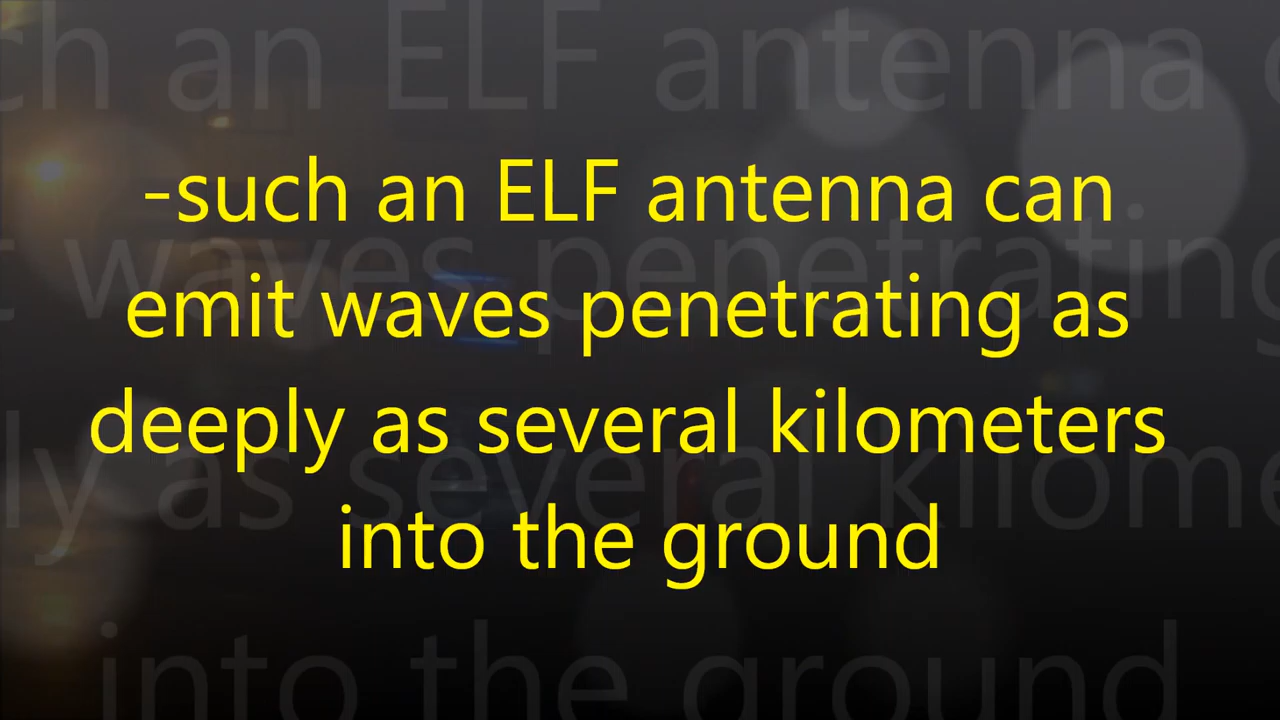 -such an ELF antenna can
emit waves penetrating as
deeply as several kilometers
into the ground